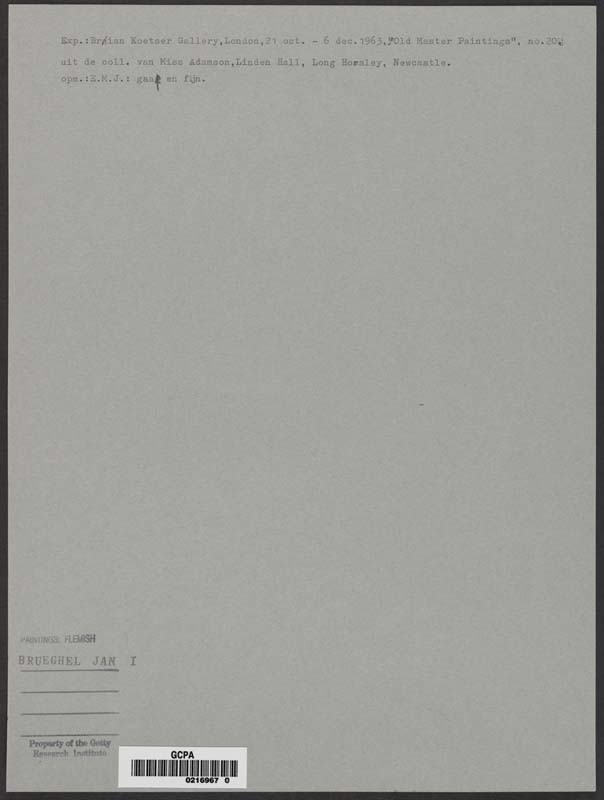 Exp.:Brian Koetser Gallery,London,21 oct. - 6 dec.1963,"Old Master Paintings", no.20,
uit de coll. van Miss Adamson,Linden Hall, Long Horsley, Newcastle.
opm.:E.M.J.: gaaf en fijn.
PAINTINGS, FLEMISH
BRUEGHEL JAN I
Property of the Getty
Research Institute
GCPA
0216967 0